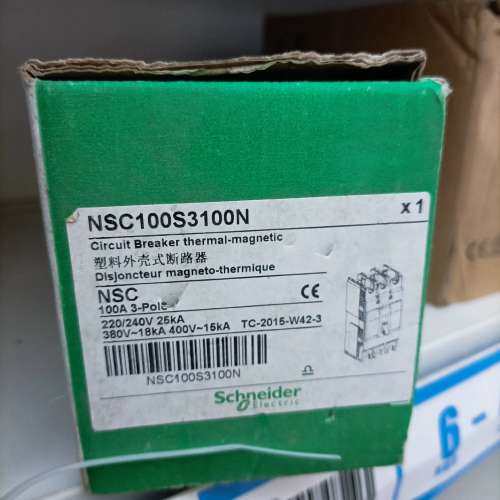 NSC100S3100N x 1
Circuit Breaker thermal-magnetic
塑料外壳式断路器
Disjoncteur magneto-thermique
NSC CE
100A 3-Pole
220/240V 25kA
380V~18kA 400V~15kA TC-2015-W42-3
NSC100S3100N
Schneider
Electric
6 -